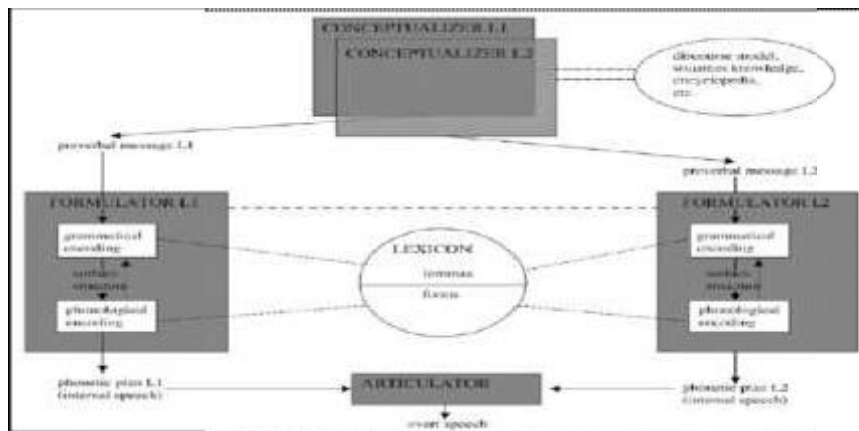 CONCEPTUALIZER L1
CONCEPTUALIZER L2
discourse model,
situation knowledge,
encyclopedia,
etc.
preverbal message L1
preverbal message L2
FORMULATOR L1
FORMULATOR L2
grammatical
encoding
grammatical
encoding
LEXICON
lemmas
forms
surface
structure
surface
structure
phonological
encoding
phonological
encoding
phonetic plan L1
(internal speech)
ARTICULATOR
phonetic plan L2
(internal speech)
overt speech